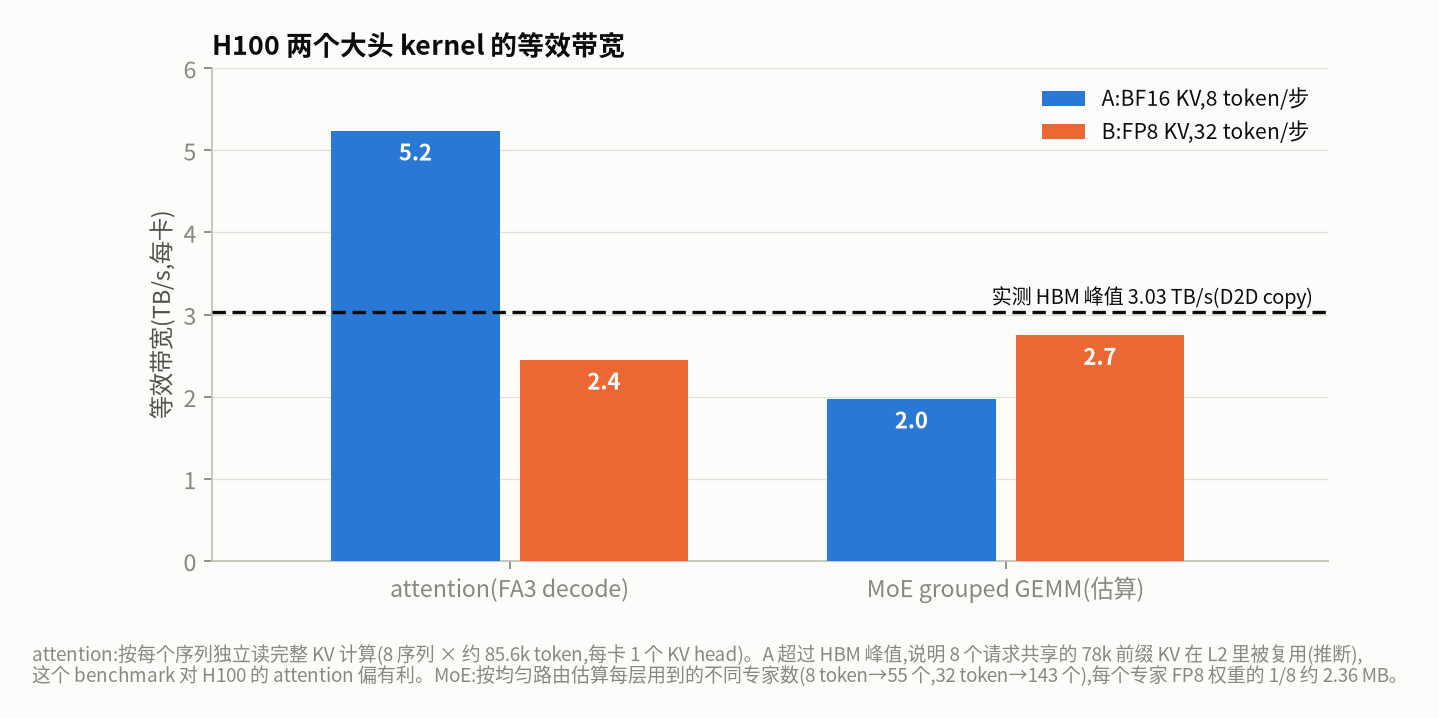 H100 两个大头 kernel 的等效带宽
A:BF16 KV,8 token/步
B:FP8 KV,32 token/步
等效带宽(TB/s,每卡)
6
5
4
3
2
1
0
实测 HBM 峰值 3.03 TB/s(D2D copy)
5.2
2.4
2.0
2.7
attention(FA3 decode)
MoE grouped GEMM(估算)
attention:按每个序列独立读完整 KV 计算(8 序列 × 约 85.6k token,每卡 1 个 KV head)。A 超过 HBM 峰值,说明 8 个请求共享的 78k 前缀 KV 在 L2 里被复用(推断),
这个 benchmark 对 H100 的 attention 偏有利。MoE:按均匀路由估算每层用到的不同专家数(8 token→55 个,32 token→143 个),每个专家 FP8 权重的 1/8 约 2.36 MB。